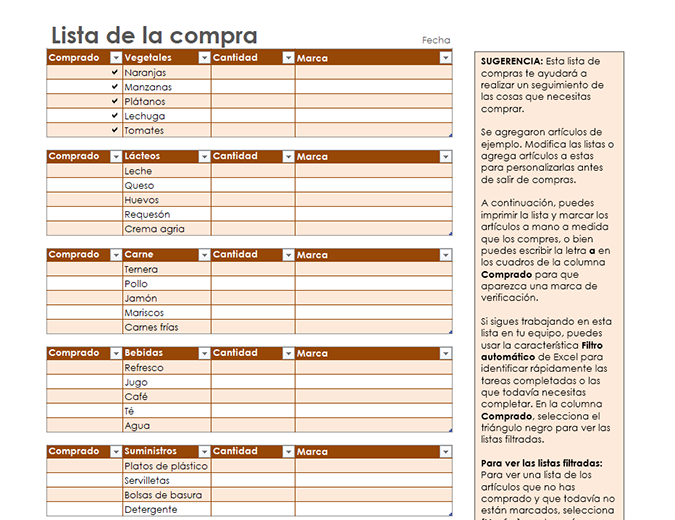 Lista de la compra
Fecha
Comprado Vegetales Cantidad Marca
✓ Naranjas
✓ Manzanas
✓ Plátanos
✓ Lechuga
✓ Tomates
Comprado Lácteos Cantidad Marca
Leche
Queso
Huevos
Requesón
Crema agria
Comprado Carne Cantidad Marca
Ternera
Pollo
Jamón
Mariscos
Carnes frías
Comprado Bebidas Cantidad Marca
Refresco
Jugo
Café
Té
Agua
Comprado Suministros Cantidad Marca
Platos de plástico
Servilletas
Bolsas de basura
Detergente
SUGERENCIA: Esta lista de
compras te ayudará a
realizar un seguimiento de
las cosas que necesitas
comprar.
Se agregaron artículos de
ejemplo. Modifica las listas o
agrega artículos a estas
para personalizarlas antes
de salir de compras.
A continuación, puedes
imprimir la lista y marcar los
artículos a mano a medida
que los compres, o bien
puedes escribir la letra a en
los cuadros de la columna
Comprado para que
aparezca una marca de
verificación.
Si sigues trabajando en esta
lista en tu equipo, puedes
usar la característica Filtro
automático de Excel para
identificar rápidamente las
tareas completadas o las
que todavía necesitas
completar. En la columna
Comprado, selecciona el
triángulo negro para ver las
listas filtradas.
Para ver las listas filtradas:
Para ver una lista de los
artículos que no has
comprado y que todavía no
están marcados, selecciona